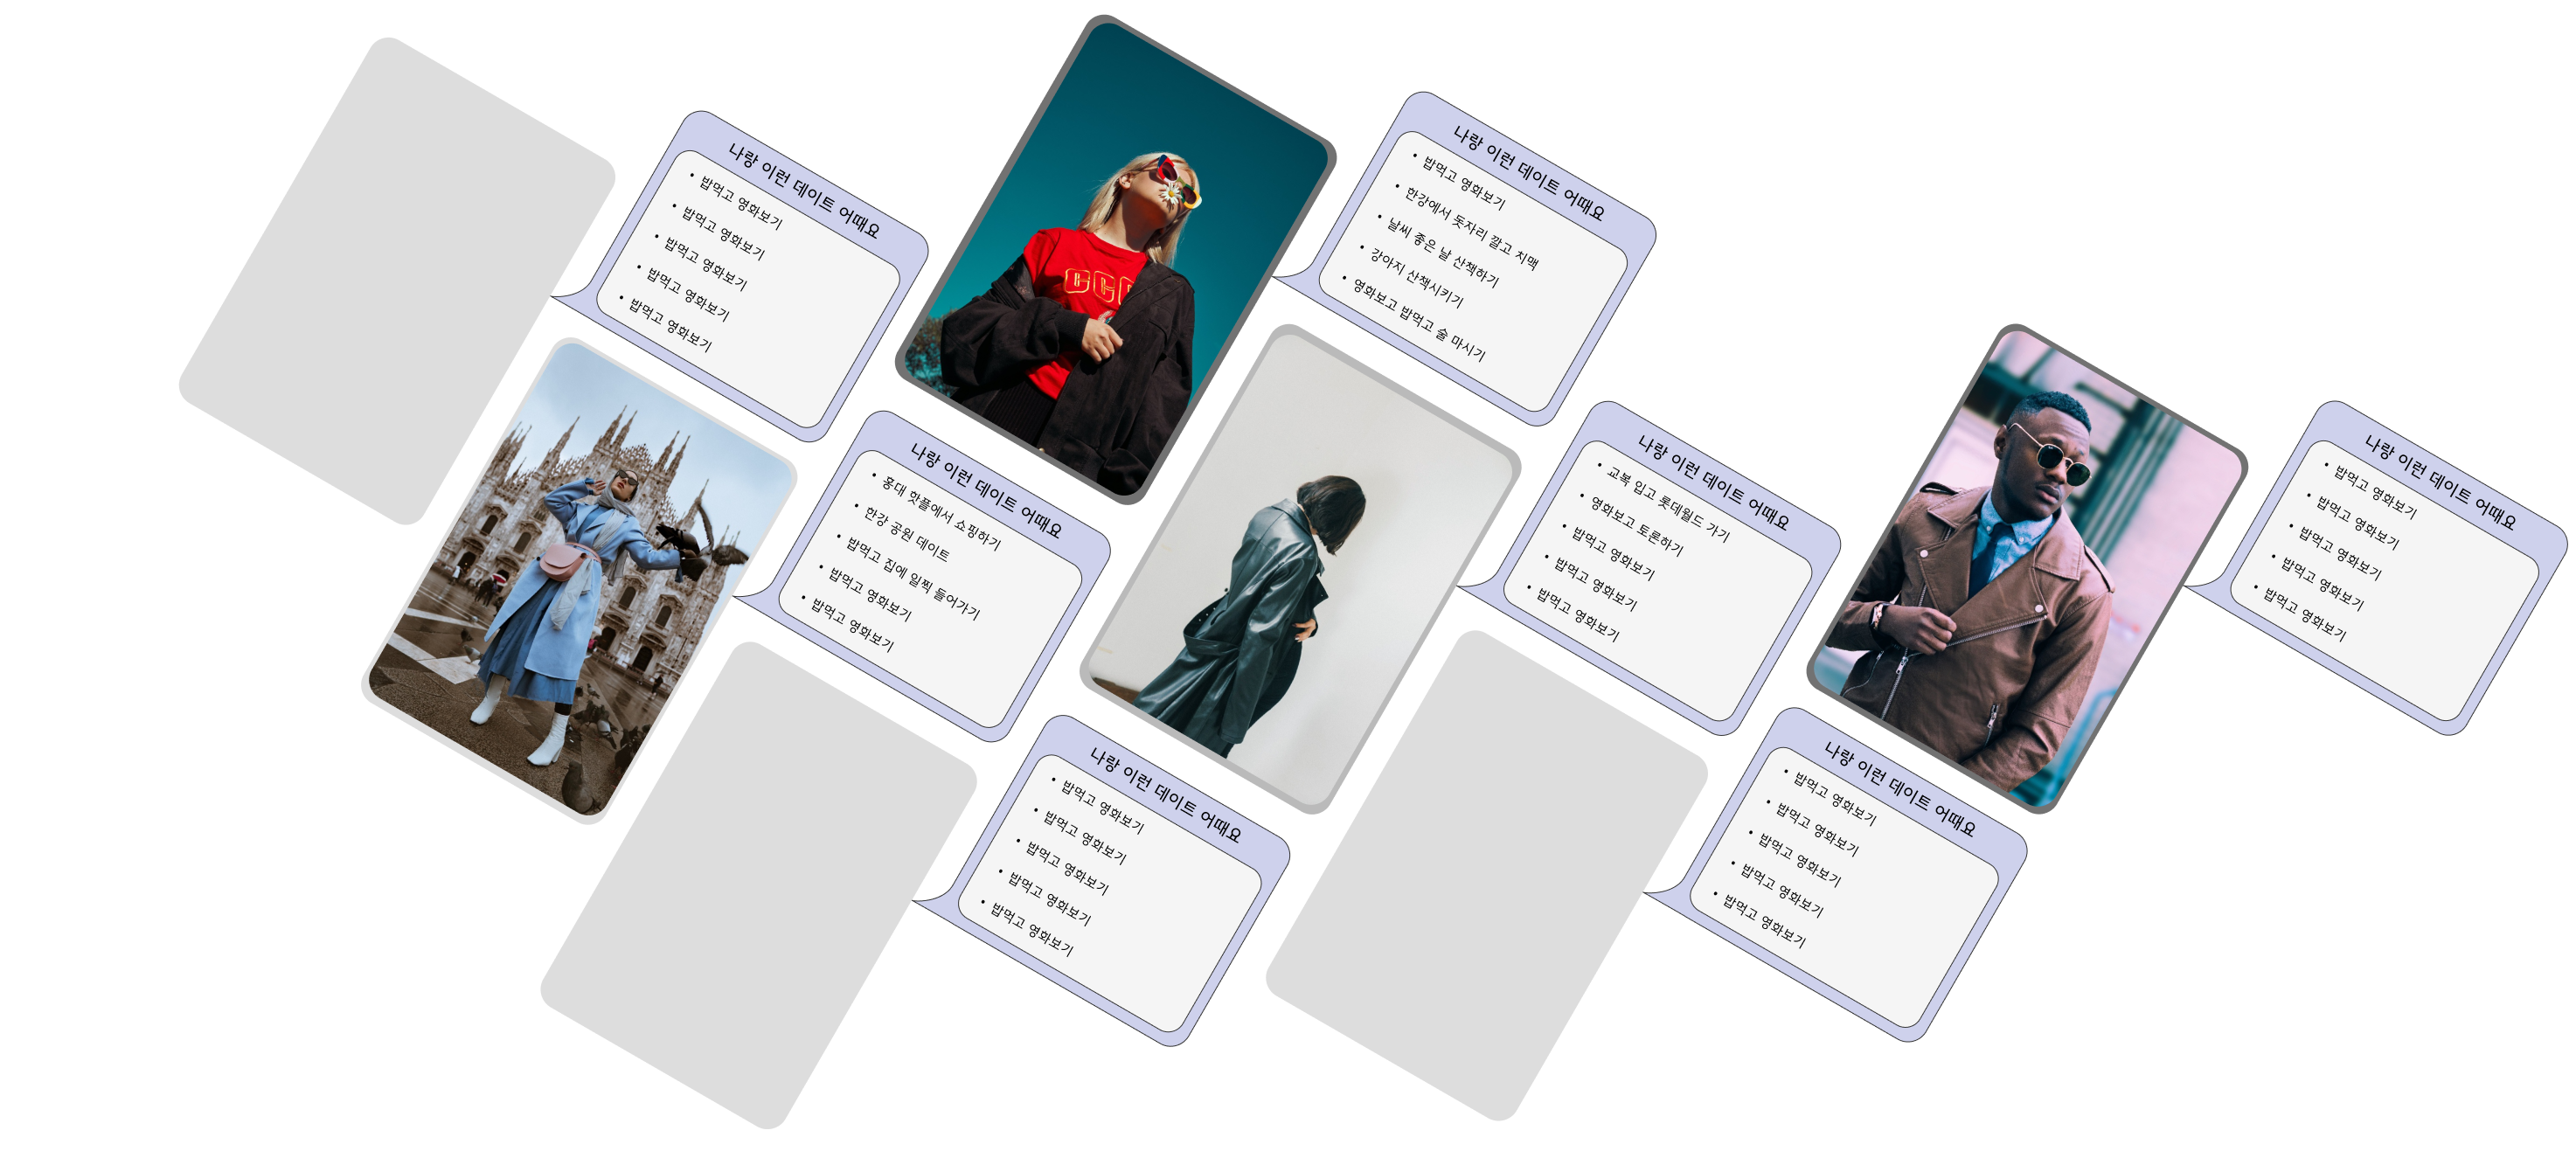 나랑 이런 데이트 어때요
• 밥먹고 영화보기
• 밥먹고 영화보기
• 밥먹고 영화보기
• 밥먹고 영화보기
• 밥먹고 영화보기
나랑 이런 데이트 어때요
• 밥먹고 영화보기
• 한강에서 돗자리 깔고 치맥
• 날씨 좋은 날 산책하기
• 강아지 산책시키기
• 영화보고 밥먹고 술 마시기
나랑 이런 데이트 어때요
• 홍대 핫플에서 쇼핑하기
• 한강 공원 데이트
• 밥먹고 집에 일찍 들어가기
• 밥먹고 영화보기
• 밥먹고 영화보기
나랑 이런 데이트 어때요
• 교복 입고 롯데월드 가기
• 영화보고 토론하기
• 밥먹고 영화보기
• 밥먹고 영화보기
• 밥먹고 영화보기
나랑 이런 데이트 어때요
• 밥먹고 영화보기
• 밥먹고 영화보기
• 밥먹고 영화보기
• 밥먹고 영화보기
• 밥먹고 영화보기
나랑 이런 데이트 어때요
• 밥먹고 영화보기
• 밥먹고 영화보기
• 밥먹고 영화보기
• 밥먹고 영화보기
• 밥먹고 영화보기
나랑 이런 데이트 어때요
• 밥먹고 영화보기
• 밥먹고 영화보기
• 밥먹고 영화보기
• 밥먹고 영화보기
• 밥먹고 영화보기